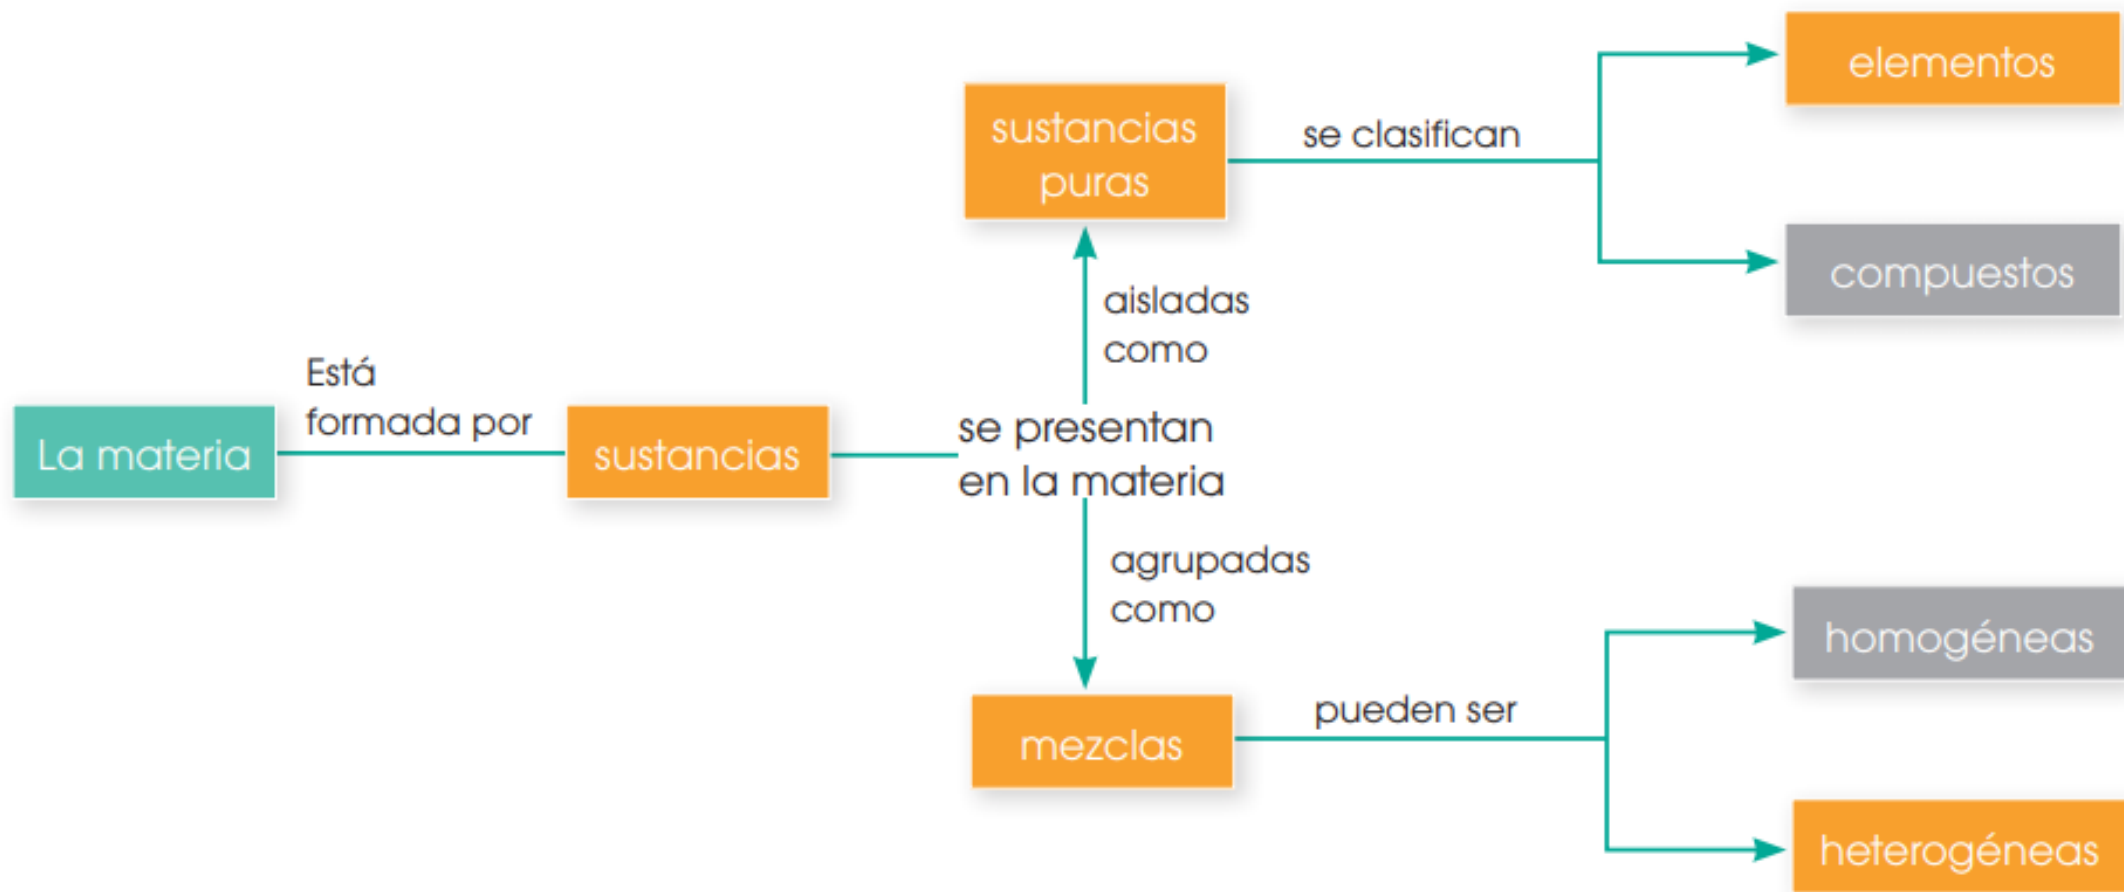 La materia
Está
formada por
sustancias
se presentan
en la materia
aisladas
como
sustancias
puras
se clasifican
elementos
compuestos
agrupadas
como
mezclas
pueden ser
homogéneas
heterogéneas